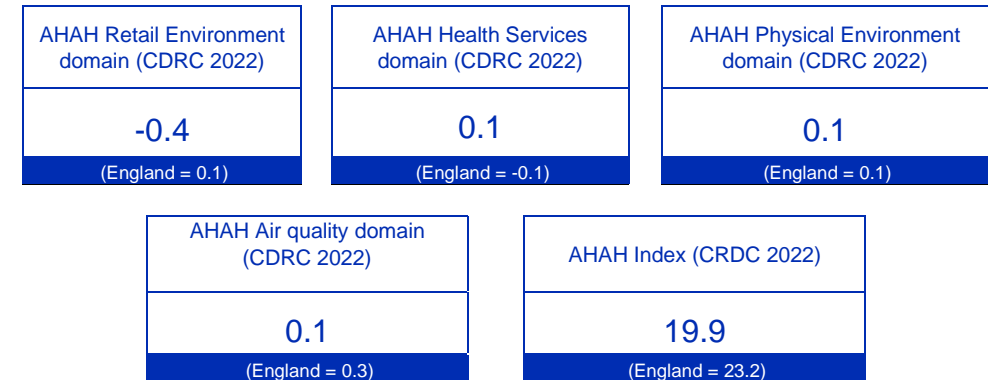 AHAH Retail Environment
domain (CDRC 2022)
-0.4
(England = 0.1)
AHAH Health Services
domain (CDRC 2022)
0.1
(England = -0.1)
AHAH Physical Environment
domain (CDRC 2022)
0.1
(England = 0.1)
AHAH Air quality domain
(CDRC 2022)
0.1
(England = 0.3)
AHAH Index (CRDC 2022)
19.9
(England = 23.2)